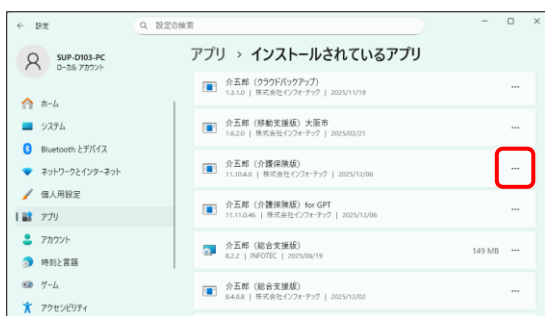 ← 設定
設定の検索
SUP-D103-PC
ローカル アカウント
ホーム
システム
Bluetooth とデバイス
ネットワークとインターネット
個人用設定
アプリ
アカウント
時刻と言語
ゲーム
アクセシビリティ
アプリ › インストールされているアプリ
介五郎（クラウドバックアップ）
1.3.1.0 | 株式会社インフォ・テック | 2025/11/19
介五郎（移動支援版）大阪市
1.6.2.0 | 株式会社インフォ・テック | 2025/02/21
介五郎（介護保険版）
11.10.4.0 | 株式会社インフォ・テック | 2025/12/06
介五郎（介護保険版）for GPT
11.11.0.46 | 株式会社インフォ・テック | 2025/12/06
介五郎（総合支援版）
8.2.2 | INFOTEC | 2025/06/19
149 MB
介五郎（総合支援版）
8.4.0.8 | 株式会社インフォ・テック | 2025/12/02